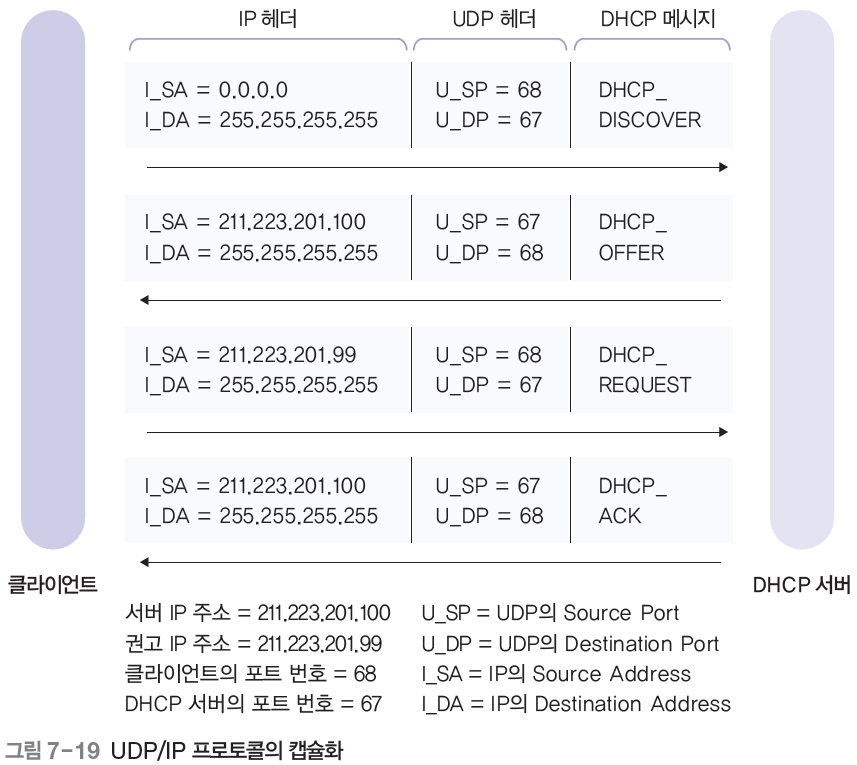 IP 헤더 UDP 헤더 DHCP 메시지
I_SA = 0.0.0.0 U_SP = 68 DHCP_
I_DA = 255.255.255.255 U_DP = 67 DISCOVER
I_SA = 211.223.201.100 U_SP = 67 DHCP_
I_DA = 255.255.255.255 U_DP = 68 OFFER
I_SA = 211.223.201.99 U_SP = 68 DHCP_
I_DA = 255.255.255.255 U_DP = 67 REQUEST
I_SA = 211.223.201.100 U_SP = 67 DHCP_
I_DA = 255.255.255.255 U_DP = 68 ACK
클라이언트 DHCP 서버
서버 IP 주소 = 211.223.201.100 U_SP = UDP의 Source Port
권고 IP 주소 = 211.223.201.99 U_DP = UDP의 Destination Port
클라이언트의 포트 번호 = 68 I_SA = IP의 Source Address
DHCP 서버의 포트 번호 = 67 I_DA = IP의 Destination Address
그림 7-19 UDP/IP 프로토콜의 캡슐화